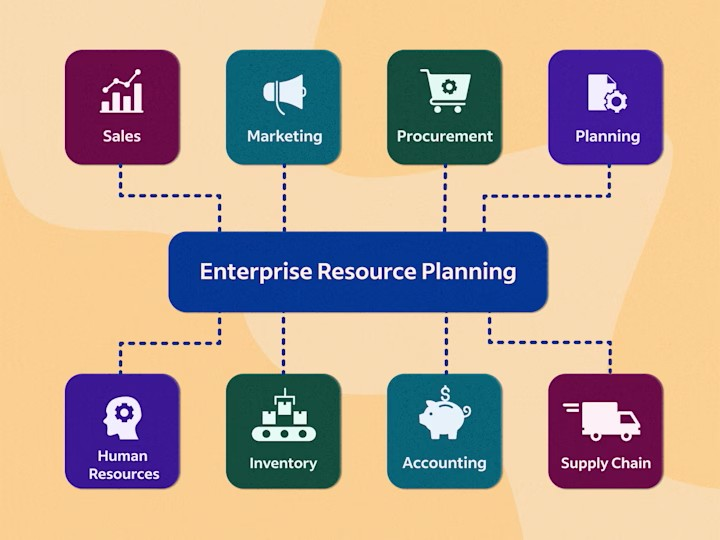 Sales
Marketing
Procurement
Planning
Enterprise Resource Planning
Human
Resources
Inventory
Accounting
Supply Chain
$